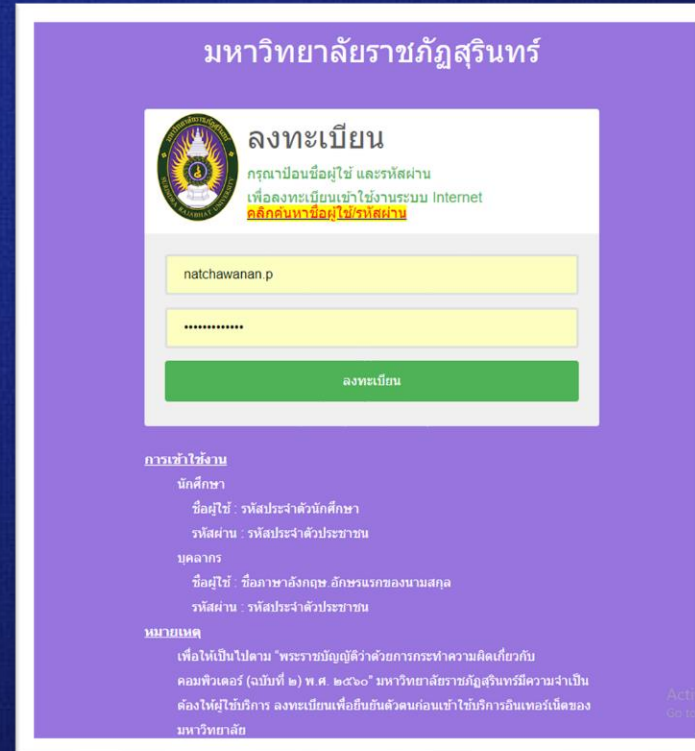 มหาวิทยาลัยราชภัฏสุรินทร์
ลงทะเบียน
กรุณาป้อนชื่อผู้ใช้ และรหัสผ่าน
เพื่อลงทะเบียนเข้าใช้งานระบบ Internet
คลิกค้นหาชื่อผู้ใช้/รหัสผ่าน
natchawanan.p
•••••••••••••
ลงทะเบียน
การเข้าใช้งาน
นักศึกษา
ชื่อผู้ใช้ : รหัสประจำตัวนักศึกษา
รหัสผ่าน : รหัสประจำตัวประชาชน
บุคลากร
ชื่อผู้ใช้ : ชื่อภาษาอังกฤษ.อักษรแรกของนามสกุล
รหัสผ่าน : รหัสประจำตัวประชาชน
หมายเหตุ
เพื่อให้เป็นไปตาม "พระราชบัญญัติว่าด้วยการกระทำความผิดเกี่ยวกับ
คอมพิวเตอร์ (ฉบับที่ ๒) พ.ศ. ๒๕๖๐" มหาวิทยาลัยราชภัฏสุรินทร์มีความจำเป็น
ต้องให้ผู้ใช้บริการ ลงทะเบียนเพื่อยืนยันตัวตนก่อนเข้าใช้บริการอินเทอร์เน็ตของ
มหาวิทยาลัย
Acti
Go to